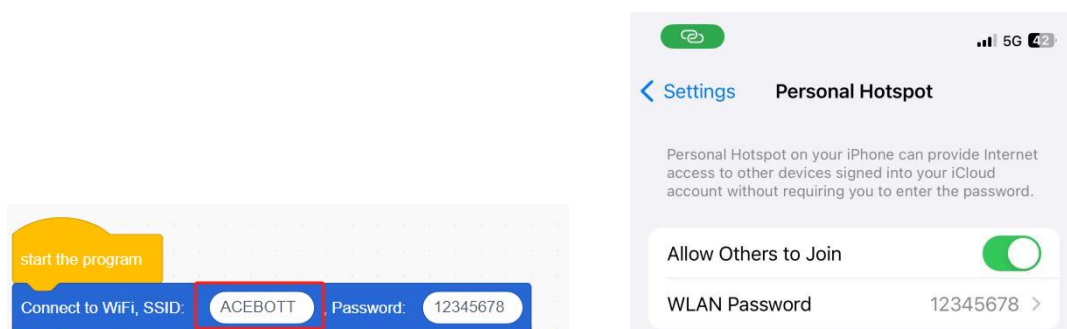 start the program
Connect to WiFi, SSID: ACEBOTT , Password: 12345678
5G 42
Settings Personal Hotspot
Personal Hotspot on your iPhone can provide Internet
access to other devices signed into your iCloud
account without requiring you to enter the password.
Allow Others to Join
WLAN Password 12345678